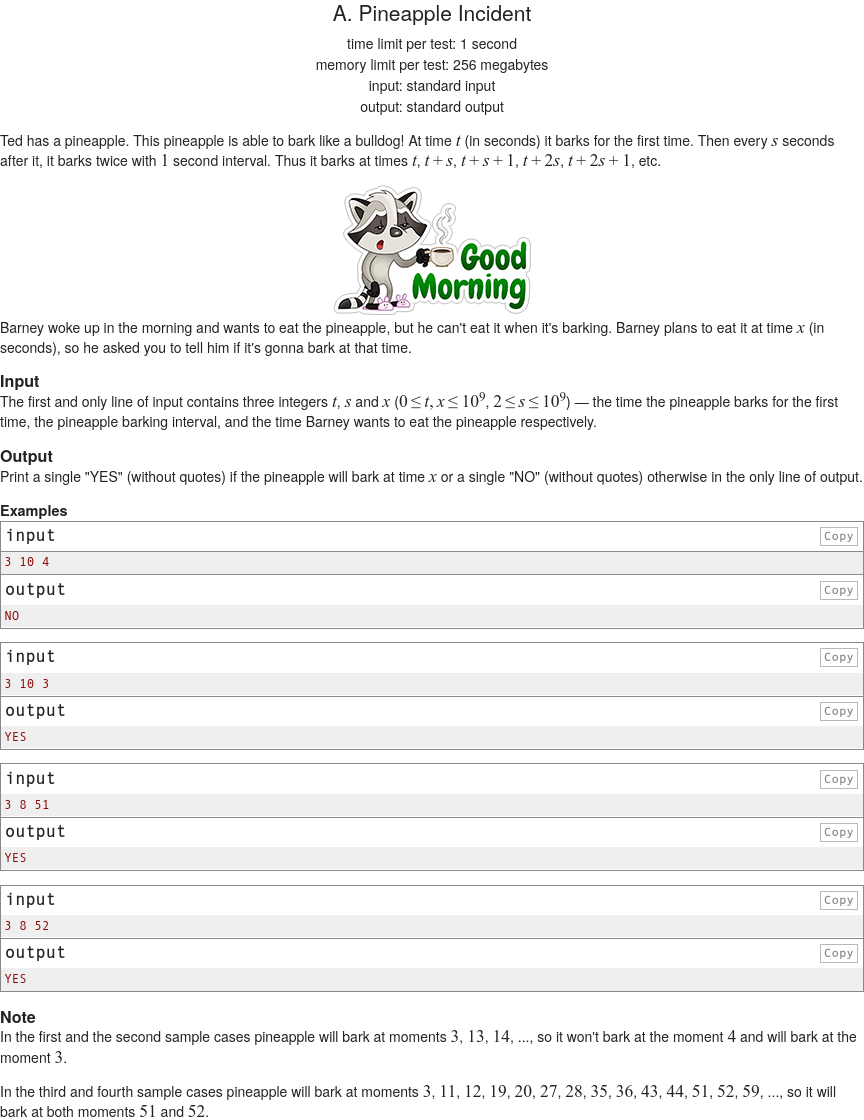 A. Pineapple Incident
time limit per test: 1 second
memory limit per test: 256 megabytes
input: standard input
output: standard output
Ted has a pineapple. This pineapple is able to bark like a bulldog! At time t (in seconds) it barks for the first time. Then every s seconds
after it, it barks twice with 1 second interval. Thus it barks at times t, t + s, t + s + 1, t + 2s, t + 2s + 1, etc.
Good
Morning
Barney woke up in the morning and wants to eat the pineapple, but he can't eat it when it's barking. Barney plans to eat it at time x (in
seconds), so he asked you to tell him if it's gonna bark at that time.
Input
The first and only line of input contains three integers t, s and x (0 ≤ t, x ≤ 10⁹, 2 ≤ s ≤ 10⁹) — the time the pineapple barks for the first
time, the pineapple barking interval, and the time Barney wants to eat the pineapple respectively.
Output
Print a single "YES" (without quotes) if the pineapple will bark at time x or a single "NO" (without quotes) otherwise in the only line of output.
Examples
input Copy
3 10 4
output Copy
NO
input Copy
3 10 3
output Copy
YES
input Copy
3 8 51
output Copy
YES
input Copy
3 8 52
output Copy
YES
Note
In the first and the second sample cases pineapple will bark at moments 3, 13, 14, ..., so it won't bark at the moment 4 and will bark at the
moment 3.
In the third and fourth sample cases pineapple will bark at moments 3, 11, 12, 19, 20, 27, 28, 35, 36, 43, 44, 51, 52, 59, ..., so it will
bark at both moments 51 and 52.